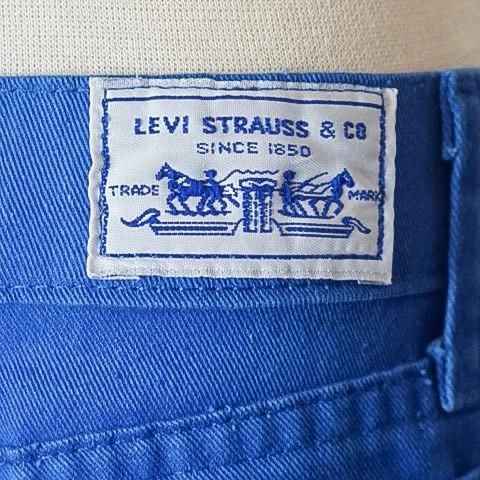 LEVI STRAUSS & CO
SINCE 1850
TRADE MARK